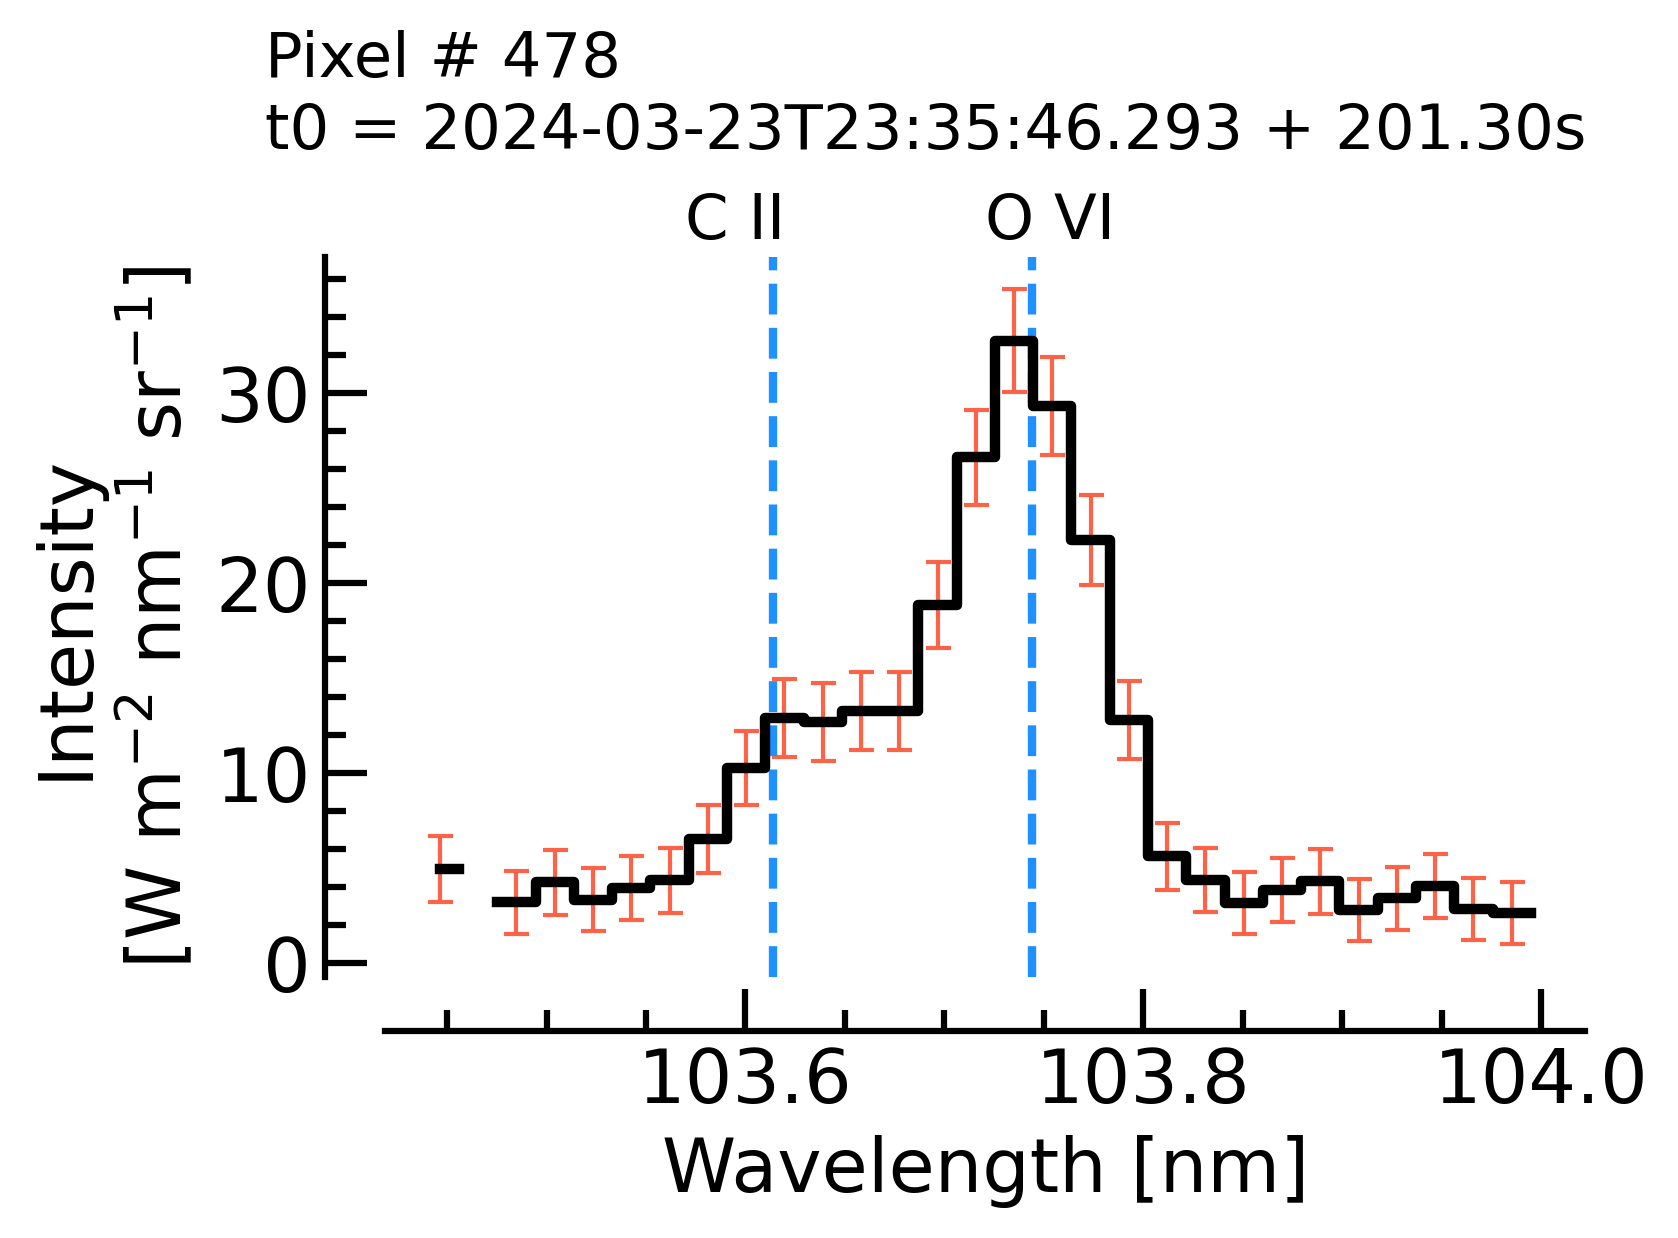 Pixel # 478
t0 = 2024-03-23T23:35:46.293 + 201.30s
C II O VI
Intensity
[W m⁻² nm⁻¹ sr⁻¹]
30
20
10
0
103.6 103.8 104.0
Wavelength [nm]